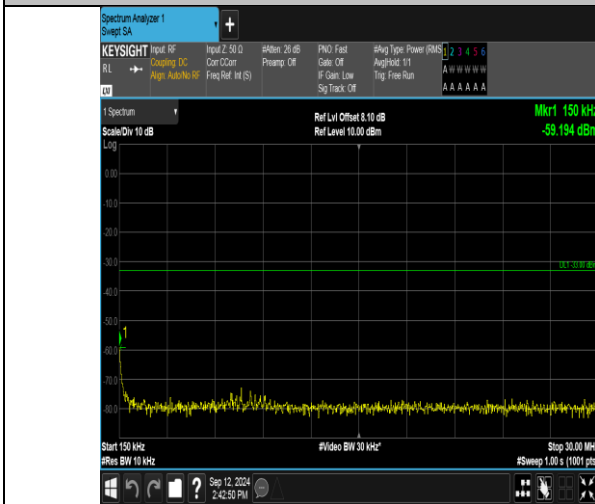 Spectrum Analyzer 1
Swept SA
+
KEYSIGHT
RL
Input: RF
Coupling: DC
Align: Auto/No RF
Input Z: 50 Ω
Corr CCorr
Freq Ref: Int (S)
#Atten: 26 dB
Preamp: Off
PNO: Fast
Gate: Off
IF Gain: Low
Sig Track: Off
#Avg Type: Power (RMS
Avg|Hold: 1/1
Trig: Free Run
1 2 3 4 5 6
A W W W W W
A A A A A A
1 Spectrum
Scale/Div 10 dB
Ref Lvl Offset 8.10 dB
Ref Level 10.00 dBm
Mkr1 150 kHz
-59.194 dBm
Log
0.00
-10.0
-20.0
-30.0
DL1 -33.00 dBm
-40.0
-50.0
1
-60.0
-70.0
-80.0
Start 150 kHz
#Res BW 10 kHz
#Video BW 30 kHz*
Stop 30.00 MHz
#Sweep 1.00 s (1001 pts)
?
Sep 12, 2024
2:42:50 PM